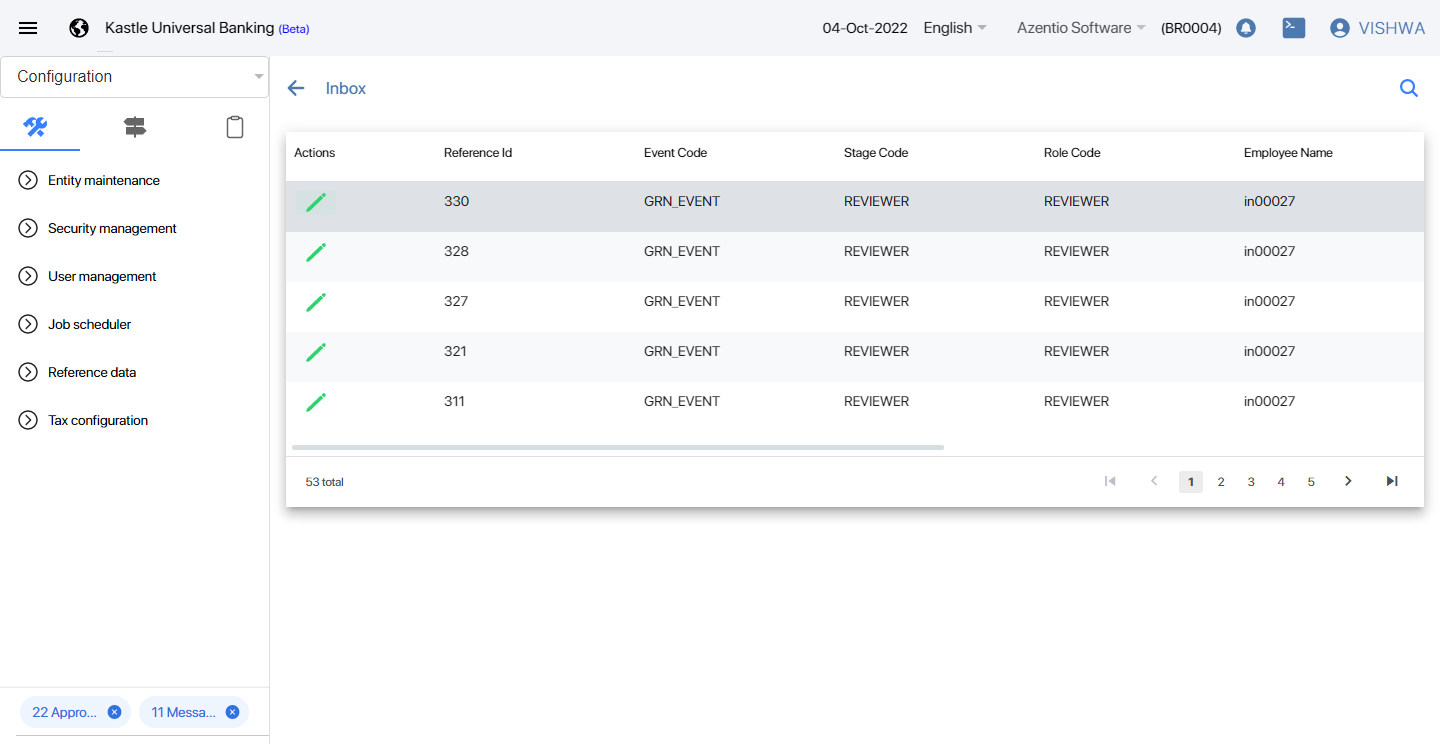 Kastle Universal Banking (Beta) 04-Oct-2022 English Azentio Software (BR0004) VISHWA
Configuration
Entity maintenance
Security management
User management
Job scheduler
Reference data
Tax configuration
22 Appro... 11 Messa...
Inbox
Actions Reference Id Event Code Stage Code Role Code Employee Name
330 GRN_EVENT REVIEWER REVIEWER in00027
328 GRN_EVENT REVIEWER REVIEWER in00027
327 GRN_EVENT REVIEWER REVIEWER in00027
321 GRN_EVENT REVIEWER REVIEWER in00027
311 GRN_EVENT REVIEWER REVIEWER in00027
53 total 1 2 3 4 5